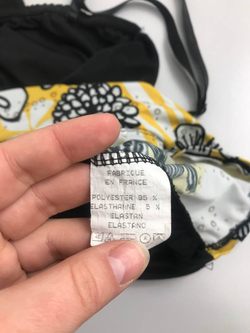 FABRIQUE
EN FRANCE
POLYESTER 95 %
ELASTHANNE 5 %
ELASTAN
ELASTANO